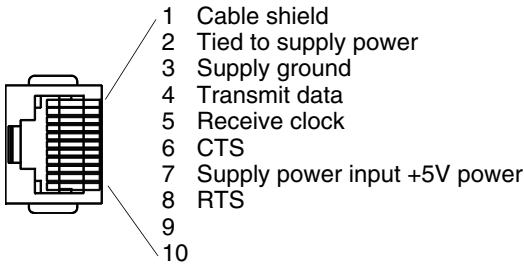 1 Cable shield
2 Tied to supply power
3 Supply ground
4 Transmit data
5 Receive clock
6 CTS
7 Supply power input +5V power
8 RTS
9
10